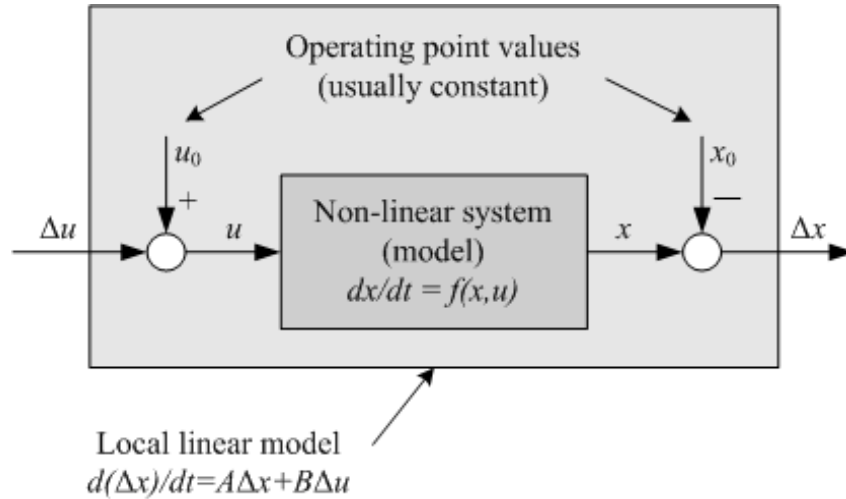 Operating point values
(usually constant)
u₀
x₀
+
−
Δu
u
Non-linear system
(model)
dx/dt = f(x,u)
x
Δx
Local linear model
d(Δx)/dt=AΔx+BΔu